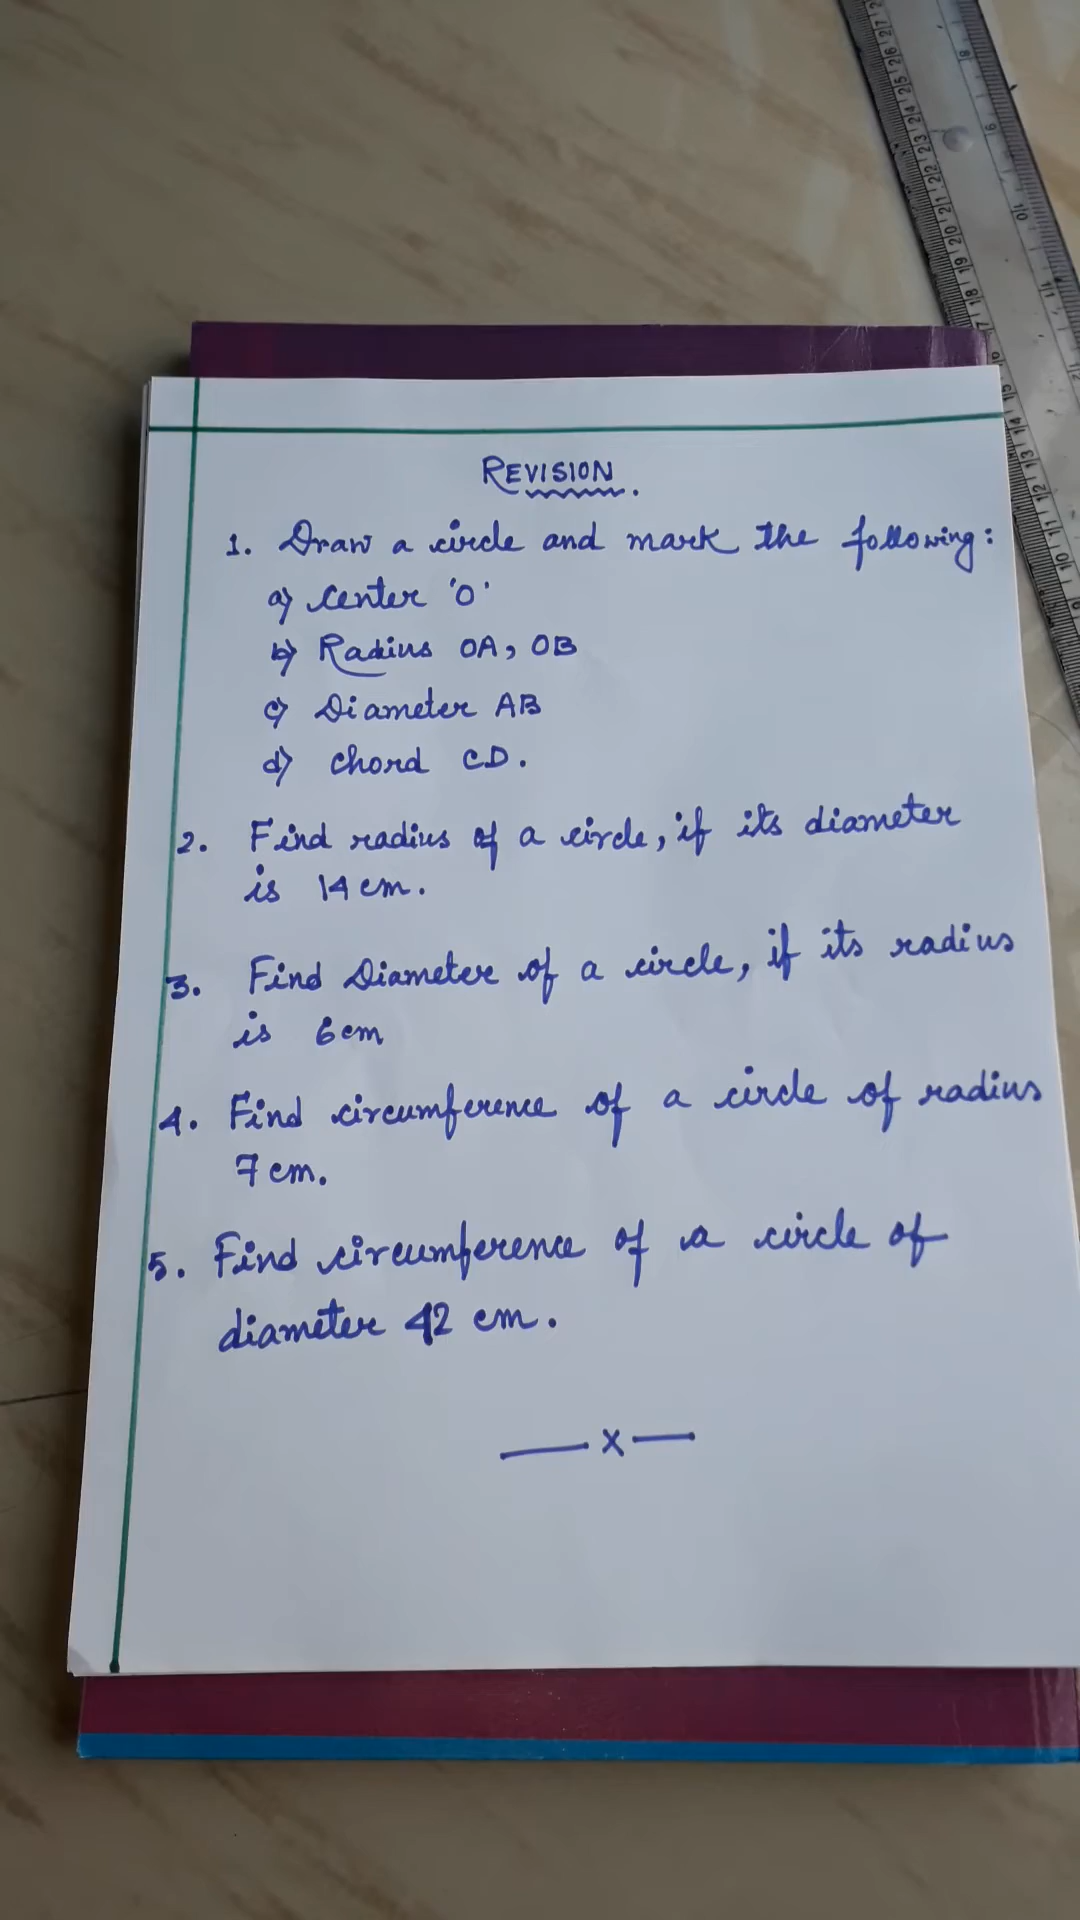 REVISION.
1. Draw a circle and mark the following:
a) Center 'O'
b) Radius OA, OB
c) Diameter AB
d) chord CD.
2. Find radius of a circle, if its diameter
is 14 cm.
3. Find Diameter of a circle, if its radius
is 6 cm
4. Find circumference of a circle of radius
7 cm.
5. Find circumference of a circle of
diameter 42 cm.
— x —